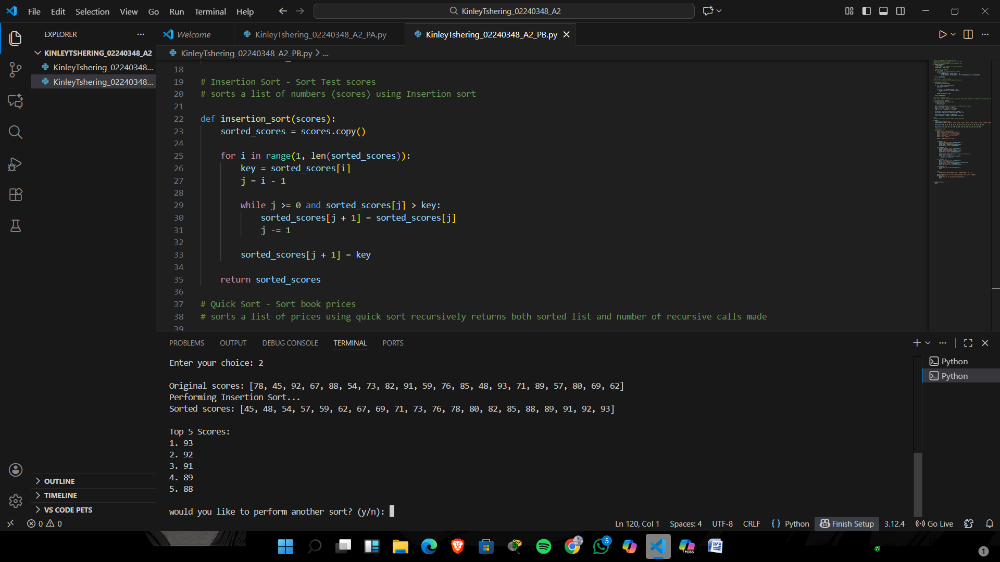 File Edit Selection View Go Run Terminal Help
KinleyTshering_02240348_A2
EXPLORER
KINLEYTSHERING_02240348_A2
KinleyTshering_02240348...
KinleyTshering_02240348...
OUTLINE
TIMELINE
VS CODE PETS
Welcome
KinleyTshering_02240348_A2_PA.py
KinleyTshering_02240348_A2_PB.py
KinleyTshering_02240348_A2_PB.py > ...
18
19 # Insertion Sort - Sort Test scores
20 # sorts a list of numbers (scores) using Insertion sort
21
22 def insertion_sort(scores):
23 sorted_scores = scores.copy()
24
25 for i in range(1, len(sorted_scores)):
26 key = sorted_scores[i]
27 j = i - 1
28
29 while j >= 0 and sorted_scores[j] > key:
30 sorted_scores[j + 1] = sorted_scores[j]
31 j -= 1
32
33 sorted_scores[j + 1] = key
34
35 return sorted_scores
36
37 # Quick Sort - Sort book prices
38 # sorts a list of prices using quick sort recursively returns both sorted list and number of recursive calls made
39
PROBLEMS OUTPUT DEBUG CONSOLE TERMINAL PORTS
Enter your choice: 2
Original scores: [78, 45, 92, 67, 88, 54, 73, 82, 91, 59, 76, 85, 48, 93, 71, 89, 57, 80, 69, 62]
Performing Insertion Sort...
Sorted scores: [45, 48, 54, 57, 59, 62, 67, 69, 71, 73, 76, 78, 80, 82, 85, 88, 89, 91, 92, 93]
Top 5 Scores:
1. 93
2. 92
3. 91
4. 89
5. 88
would you like to perform another sort? (y/n):
Python
Python
0 0
Ln 120, Col 1 Spaces: 4 UTF-8 CRLF { } Python Finish Setup 3.12.4 Go Live
5
M365
1